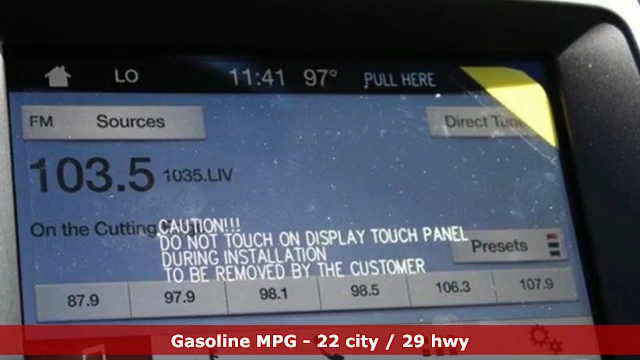 LO 11:41 97° PULL HERE
FM Sources Direct Tune
103.5 1035.LIV
On the Cutting
CAUTION!!!
DO NOT TOUCH ON DISPLAY TOUCH PANEL
DURING INSTALLATION
TO BE REMOVED BY THE CUSTOMER
Presets
87.9 97.9 98.1 98.5 106.3 107.9
Gasoline MPG - 22 city / 29 hwy